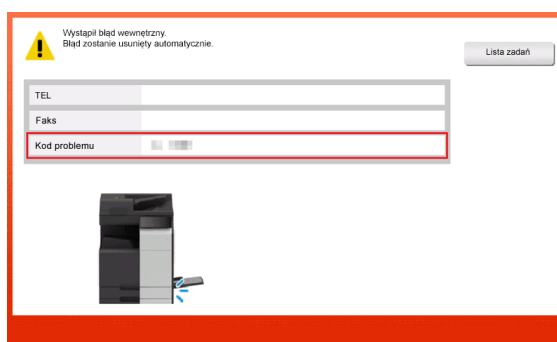 Wystąpił błąd wewnętrzny.
Błąd zostanie usunięty automatycznie.
Lista zadań
TEL
Faks
Kod problemu